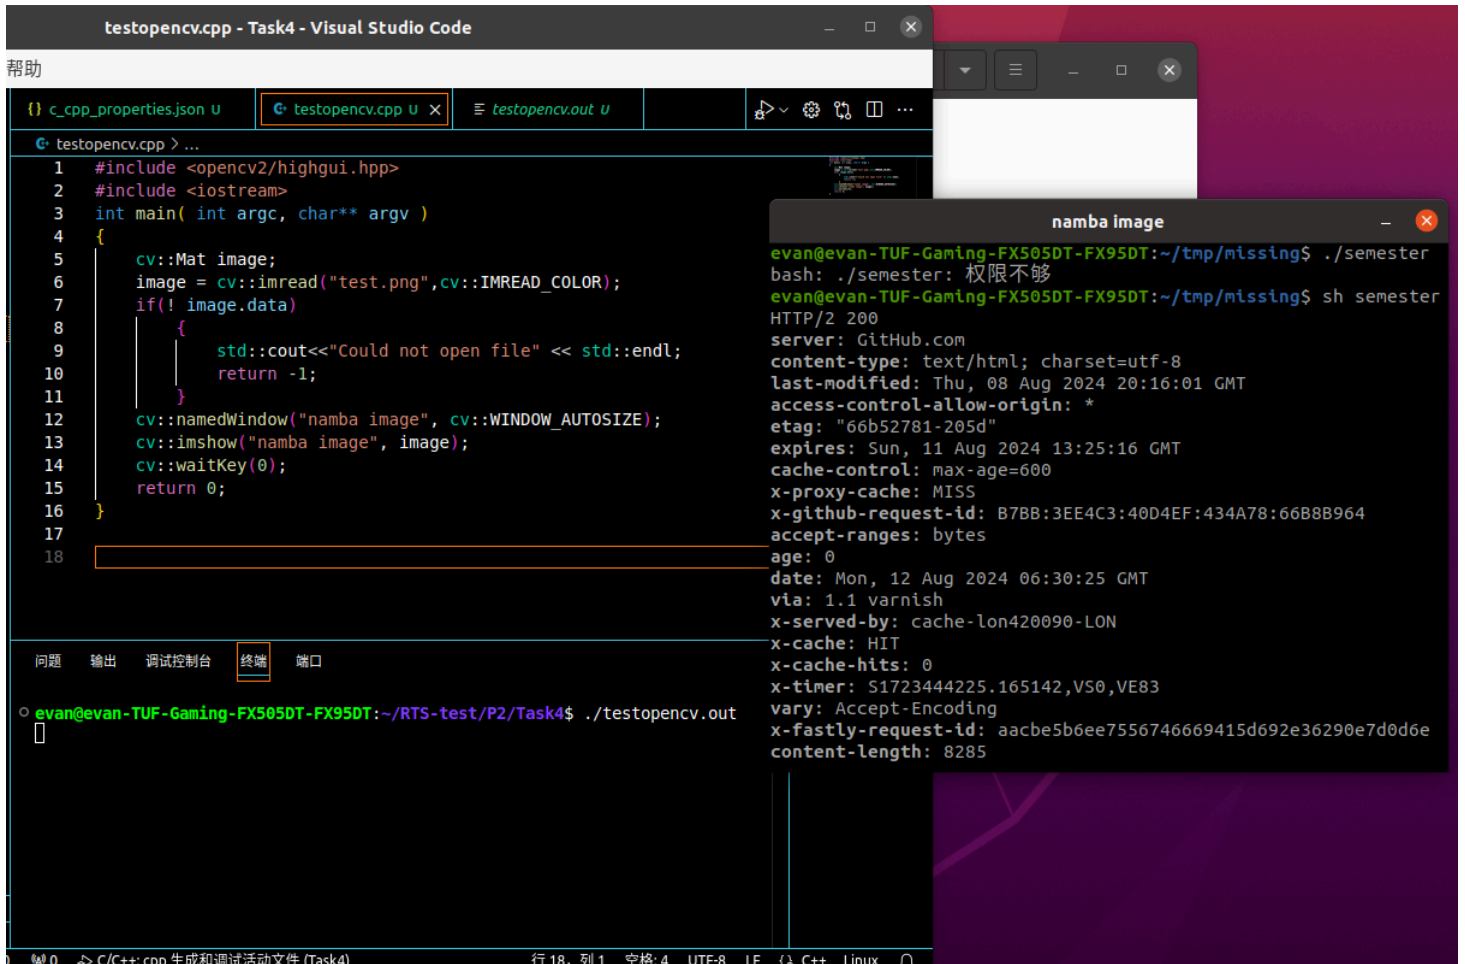 testopencv.cpp - Task4 - Visual Studio Code
帮助
{} c_cpp_properties.json U
testopencv.cpp U
testopencv.out U
testopencv.cpp > ...
1 #include <opencv2/highgui.hpp>
2 #include <iostream>
3 int main( int argc, char** argv )
4 {
5 cv::Mat image;
6 image = cv::imread("test.png",cv::IMREAD_COLOR);
7 if(! image.data)
8 {
9 std::cout<<"Could not open file" << std::endl;
10 return -1;
11 }
12 cv::namedWindow("namba image", cv::WINDOW_AUTOSIZE);
13 cv::imshow("namba image", image);
14 cv::waitKey(0);
15 return 0;
16 }
17
18
问题 输出 调试控制台 终端 端口
evan@evan-TUF-Gaming-FX505DT-FX95DT:~/RTS-test/P2/Task4$ ./testopencv.out
0 C/C++: cpp 生成和调试活动文件 (Task4) 行 18, 列 1 空格: 4 UTF-8 LF {} C++ Linux
namba image
evan@evan-TUF-Gaming-FX505DT-FX95DT:~/tmp/missing$ ./semester
bash: ./semester: 权限不够
evan@evan-TUF-Gaming-FX505DT-FX95DT:~/tmp/missing$ sh semester
HTTP/2 200
server: GitHub.com
content-type: text/html; charset=utf-8
last-modified: Thu, 08 Aug 2024 20:16:01 GMT
access-control-allow-origin: *
etag: "66b52781-205d"
expires: Sun, 11 Aug 2024 13:25:16 GMT
cache-control: max-age=600
x-proxy-cache: MISS
x-github-request-id: B7BB:3EE4C3:40D4EF:434A78:66B8B964
accept-ranges: bytes
age: 0
date: Mon, 12 Aug 2024 06:30:25 GMT
via: 1.1 varnish
x-served-by: cache-lon420090-LON
x-cache: HIT
x-cache-hits: 0
x-timer: S1723444225.165142,VS0,VE83
vary: Accept-Encoding
x-fastly-request-id: aacbe5b6ee7556746669415d692e36290e7d0d6e
content-length: 8285